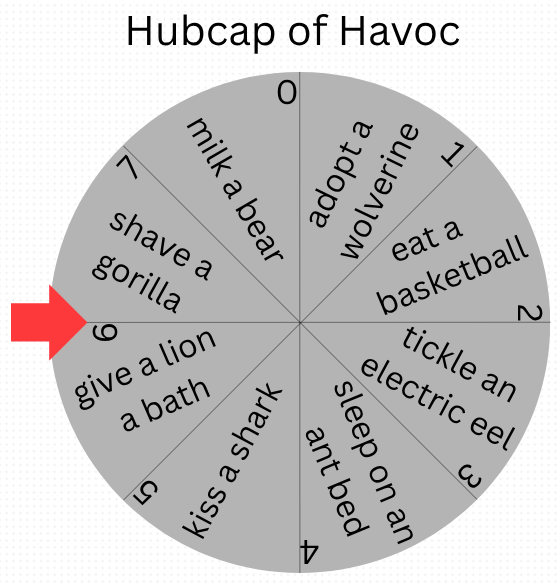 Hubcap of Havoc
0
adopt a
wolverine
1
eat a
basketball
2
tickle an
electric eel
3
sleep on an
ant bed
4
kiss a shark
5
give a lion
a bath
6
shave a
gorilla
7
milk a bear